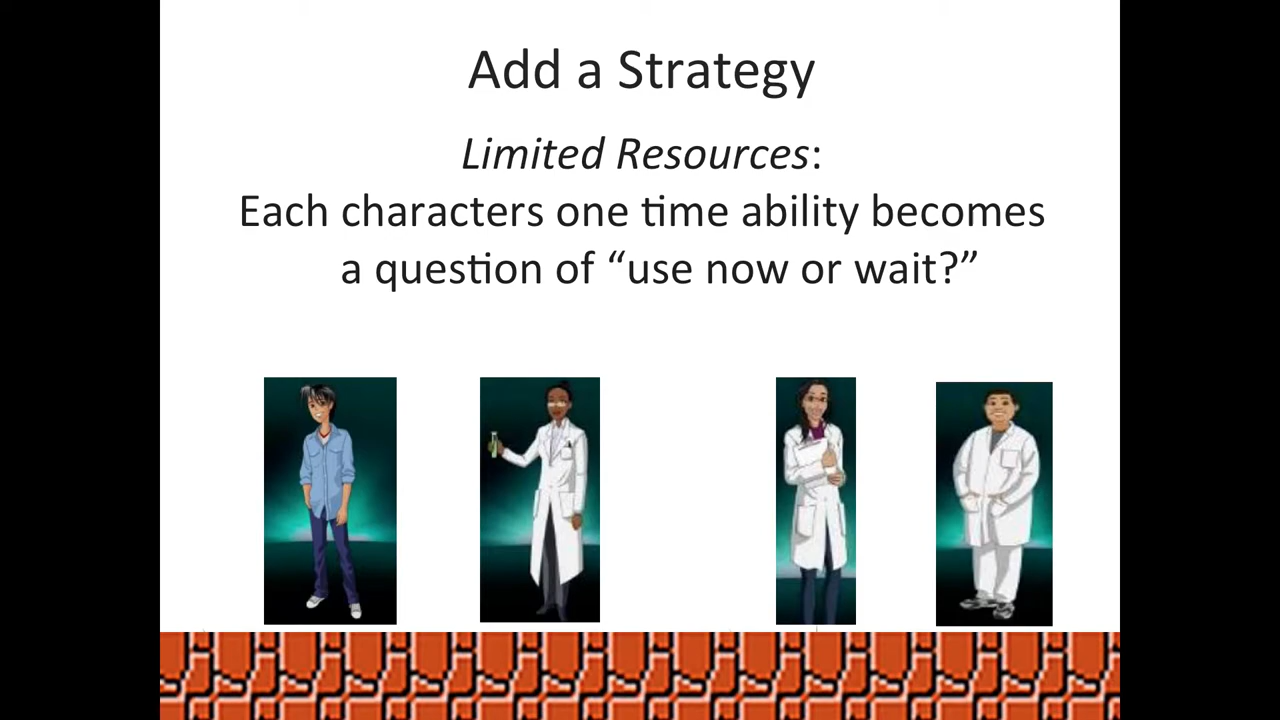 Add a Strategy
Limited Resources:
Each characters one time ability becomes
a question of “use now or wait?”